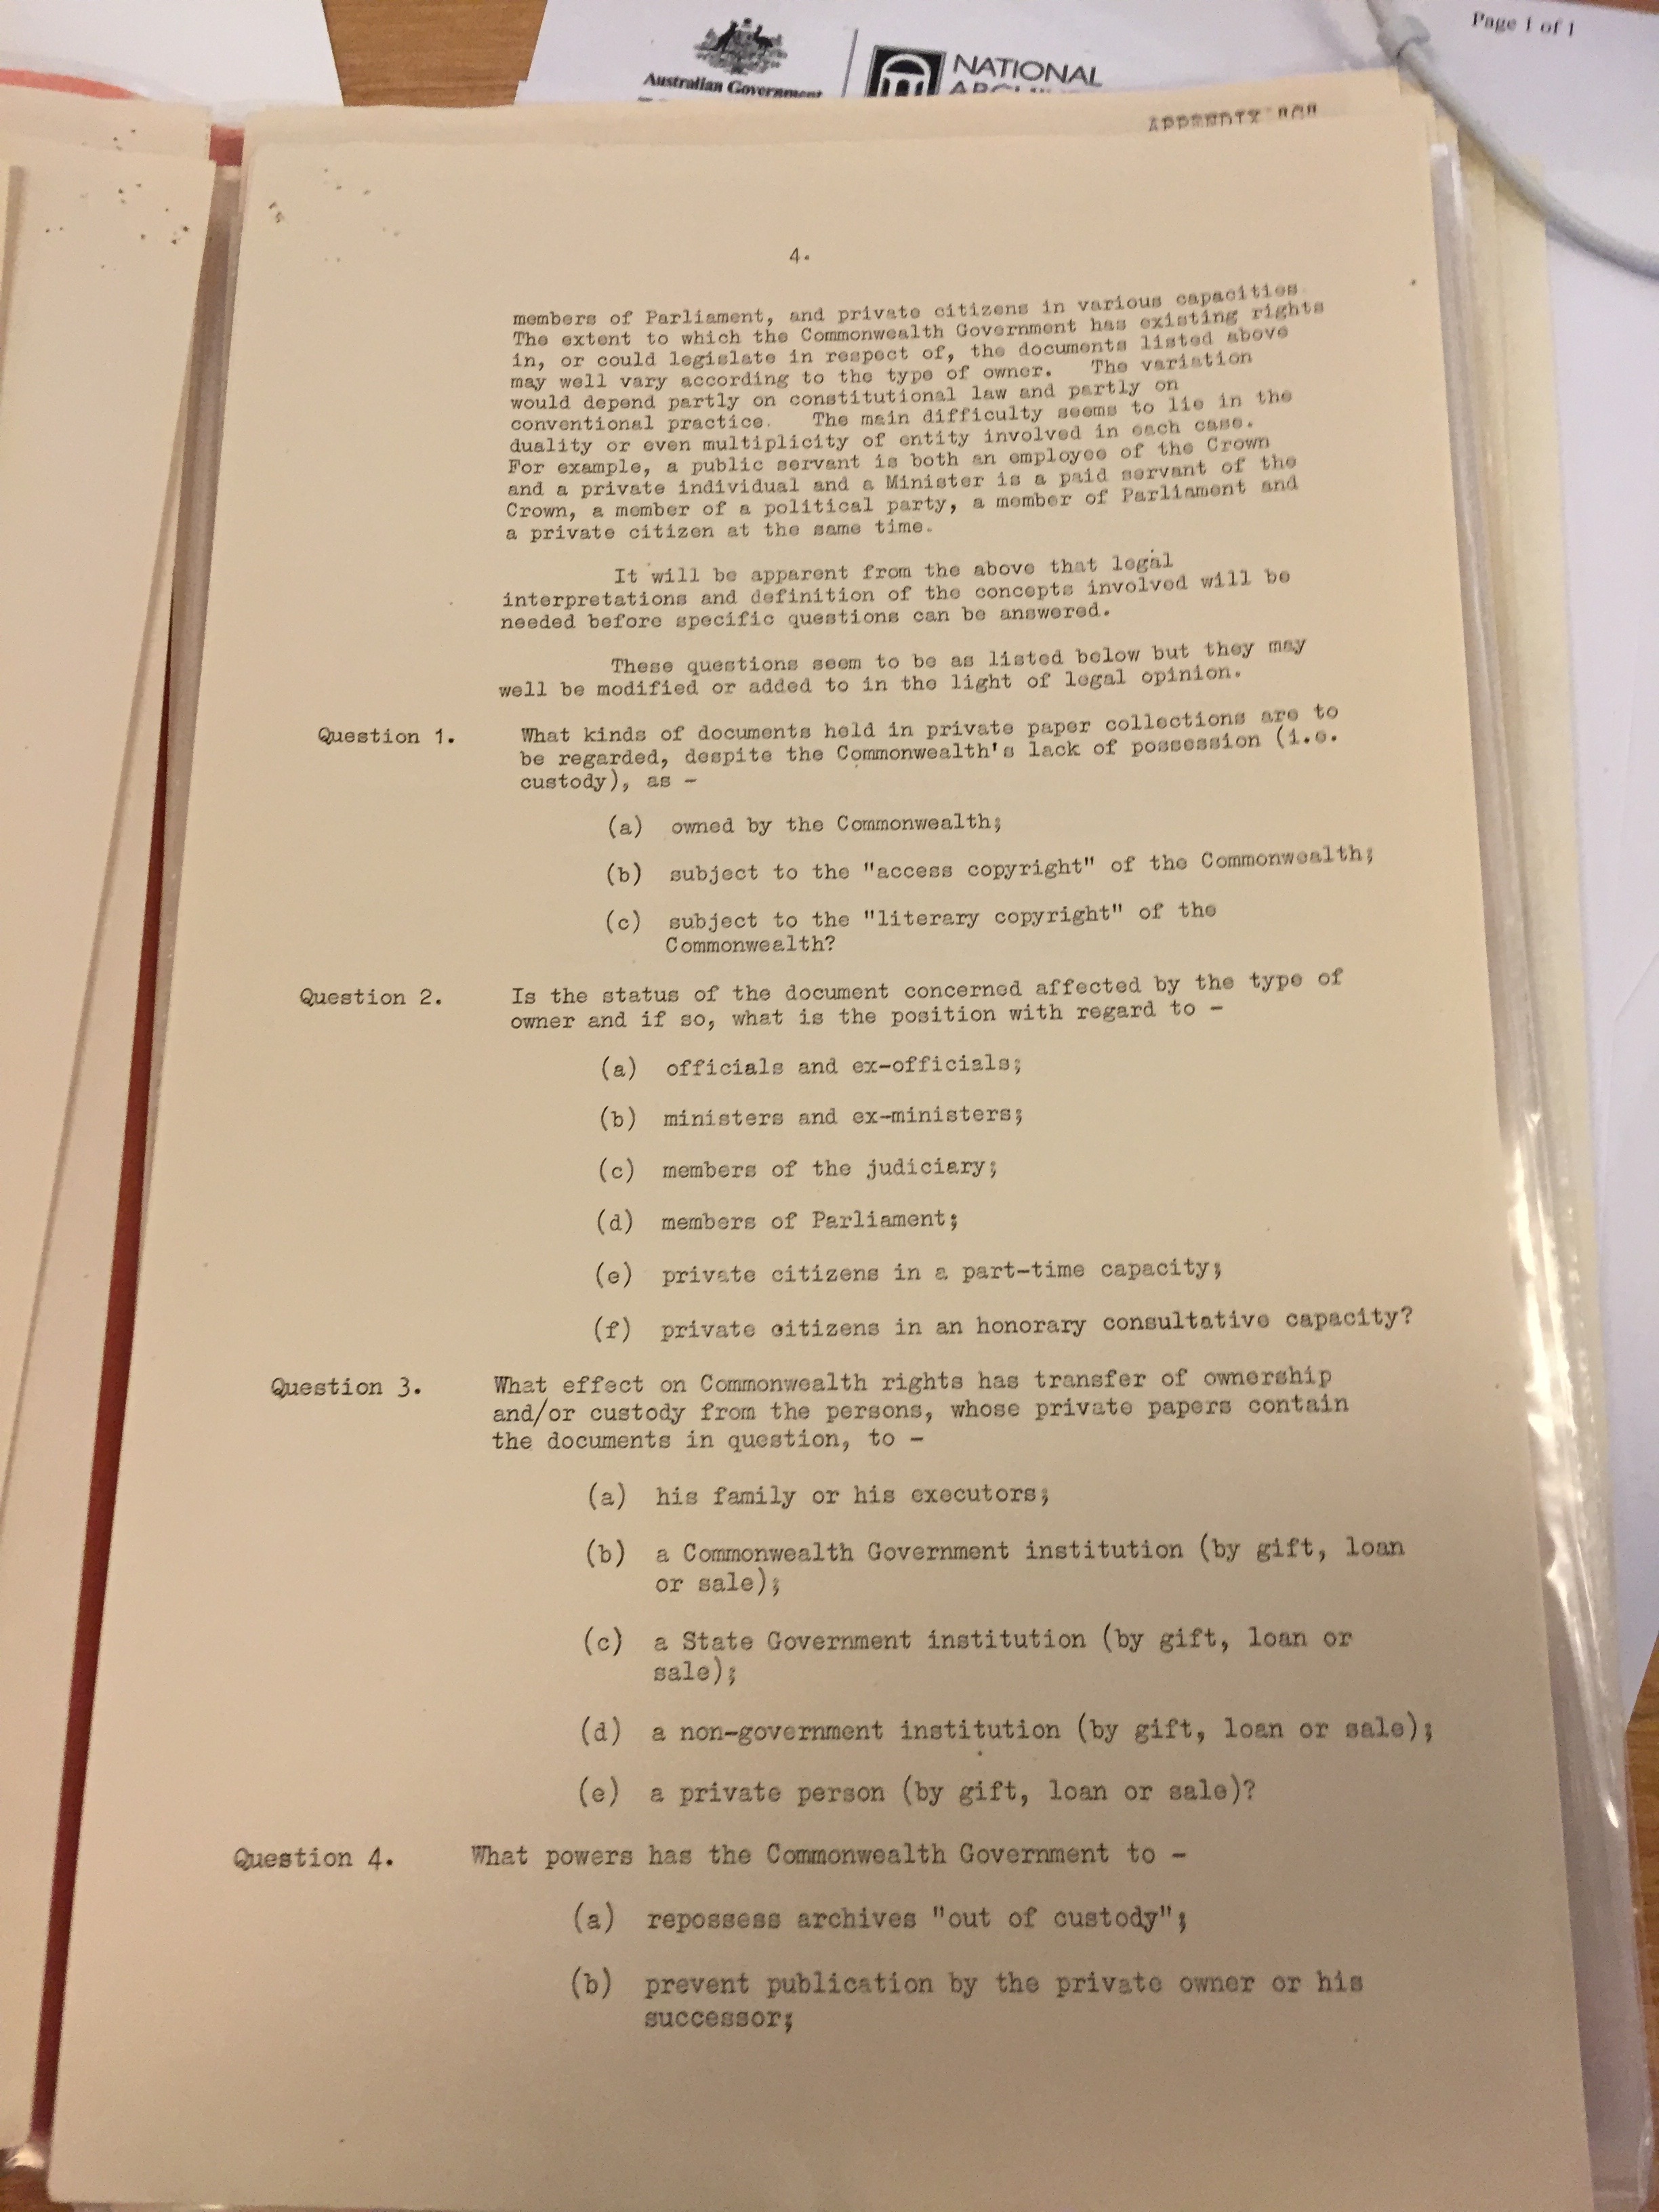 Page 1 of 1
Australian Government
NATIONAL
APPENDIX
4.
members of Parliament, and private citizens in various capacities
The extent to which the Commonwealth Government has existing rights
in, or could legislate in respect of, the documents listed above
may well vary according to the type of owner. The variation
would depend partly on constitutional law and partly on
conventional practice. The main difficulty seems to lie in the
duality or even multiplicity of entity involved in each case.
For example, a public servant is both an employee of the Crown
and a private individual and a Minister is a paid servant of the
Crown, a member of a political party, a member of Parliament and
a private citizen at the same time.
It will be apparent from the above that legal
interpretations and definition of the concepts involved will be
needed before specific questions can be answered.
These questions seem to be as listed below but they may
well be modified or added to in the light of legal opinion.
Question 1. What kinds of documents held in private paper collections are to
be regarded, despite the Commonwealth's lack of possession (i.e.
custody), as -
(a) owned by the Commonwealth;
(b) subject to the "access copyright" of the Commonwealth;
(c) subject to the "literary copyright" of the
Commonwealth?
Question 2. Is the status of the document concerned affected by the type of
owner and if so, what is the position with regard to -
(a) officials and ex-officials;
(b) ministers and ex-ministers;
(c) members of the judiciary;
(d) members of Parliament;
(e) private citizens in a part-time capacity;
(f) private citizens in an honorary consultative capacity?
Question 3. What effect on Commonwealth rights has transfer of ownership
and/or custody from the persons, whose private papers contain
the documents in question, to -
(a) his family or his executors;
(b) a Commonwealth Government institution (by gift, loan
or sale);
(c) a State Government institution (by gift, loan or
sale);
(d) a non-government institution (by gift, loan or sale);
(e) a private person (by gift, loan or sale)?
Question 4. What powers has the Commonwealth Government to -
(a) repossess archives "out of custody";
(b) prevent publication by the private owner or his
successor;